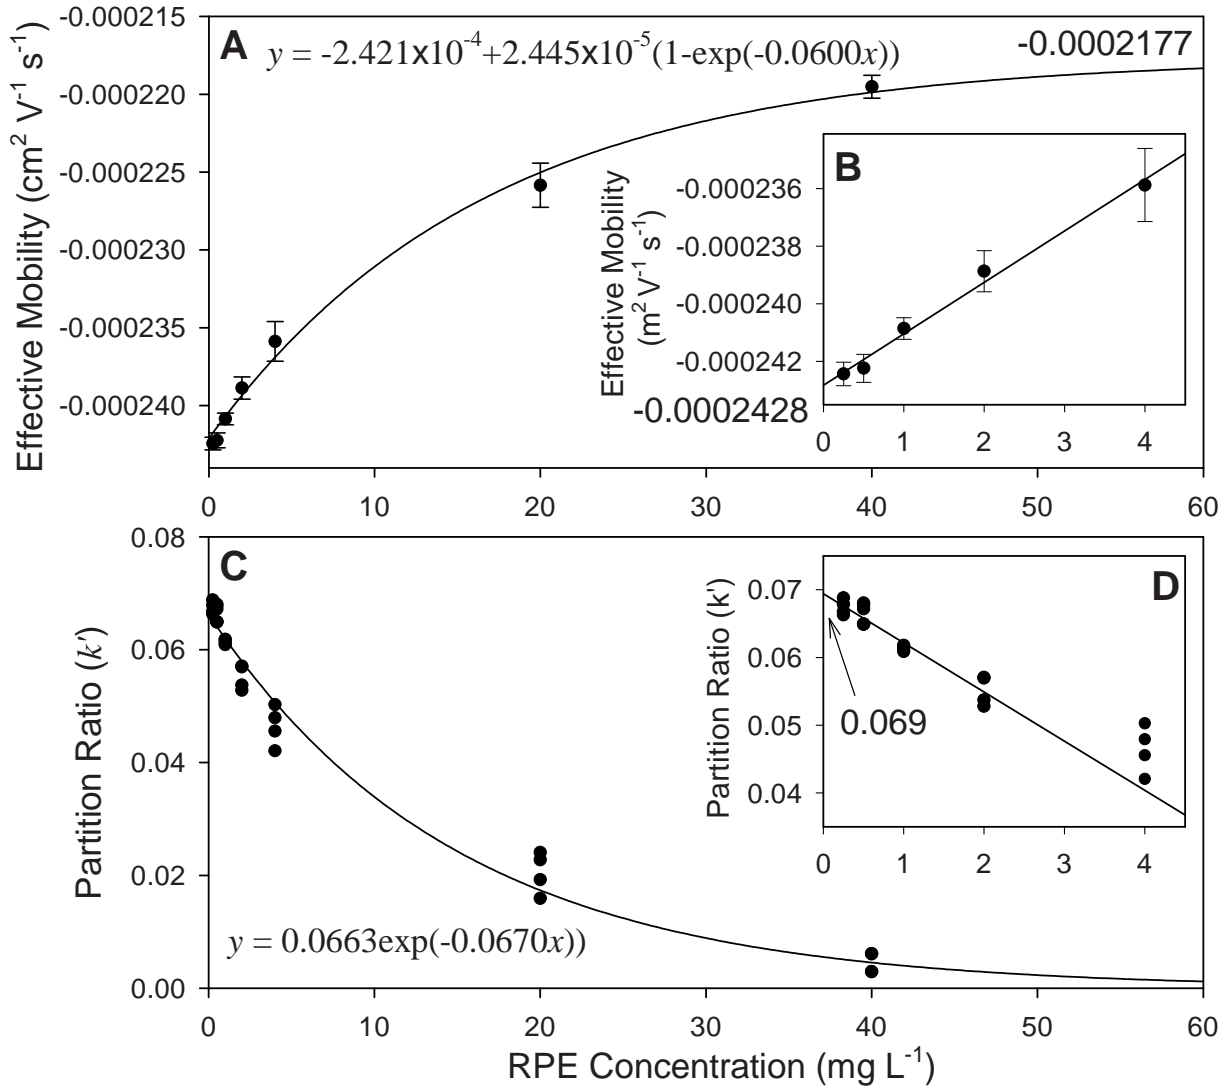 A
y = -2.421x10⁻⁴+2.445x10⁻⁵(1-exp(-0.0600x))
-0.0002177
Effective Mobility (cm² V⁻¹ s⁻¹)
-0.000215
-0.000220
-0.000225
-0.000230
-0.000235
-0.000240
0 10 20 30 40 50 60
B
Effective Mobility
(m² V⁻¹ s⁻¹)
-0.000236
-0.000238
-0.000240
-0.000242
-0.0002428
0 1 2 3 4
C
Partition Ratio (k')
0.08
0.06
0.04
0.02
0.00
y = 0.0663exp(-0.0670x))
0 10 20 30 40 50 60
RPE Concentration (mg L⁻¹)
D
Partition Ratio (k')
0.07
0.06
0.05
0.04
0.069
0 1 2 3 4